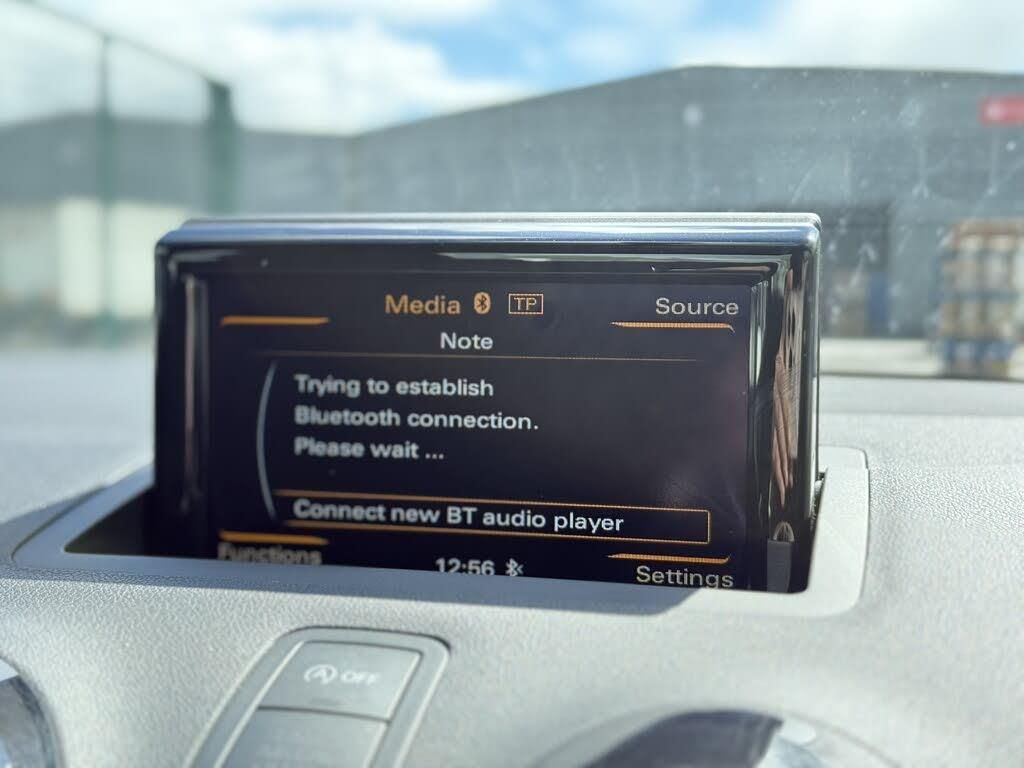 Media TP Source
Note
Trying to establish
Bluetooth connection.
Please wait ...
Connect new BT audio player
Functions 12:56 Settings
A OFF